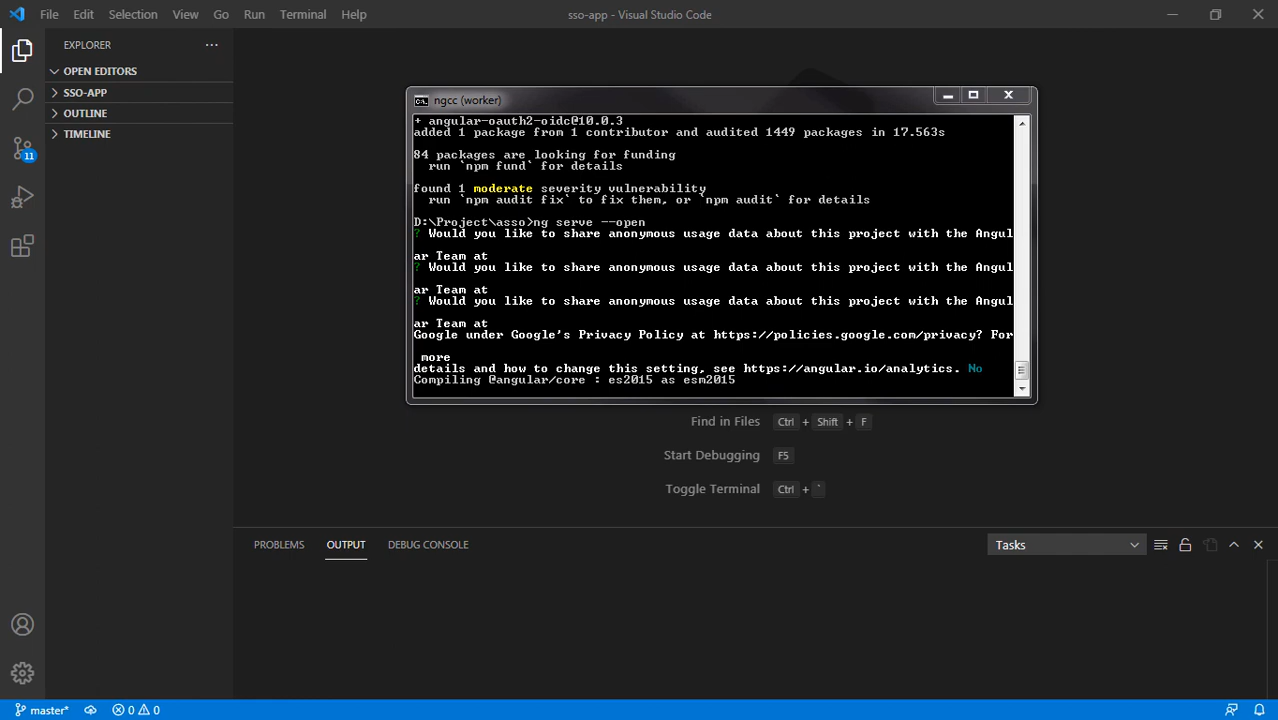 File Edit Selection View Go Run Terminal Help
sso-app - Visual Studio Code
EXPLORER
OPEN EDITORS
SSO-APP
OUTLINE
TIMELINE
11
ngcc (worker)
+ angular-oauth2-oidc@10.0.3
added 1 package from 1 contributor and audited 1449 packages in 17.563s
84 packages are looking for funding
run `npm fund` for details
found 1 moderate severity vulnerability
run `npm audit fix` to fix them, or `npm audit` for details
D:\Project\asso>ng serve --open
? Would you like to share anonymous usage data about this project with the Angul
ar Team at
? Would you like to share anonymous usage data about this project with the Angul
ar Team at
? Would you like to share anonymous usage data about this project with the Angul
ar Team at
Google under Google's Privacy Policy at https://policies.google.com/privacy? For
more
details and how to change this setting, see https://angular.io/analytics. No
Compiling @angular/core : es2015 as esm2015
Find in Files Ctrl + Shift + F
Start Debugging F5
Toggle Terminal Ctrl + `
PROBLEMS OUTPUT DEBUG CONSOLE
Tasks
master* 0 0